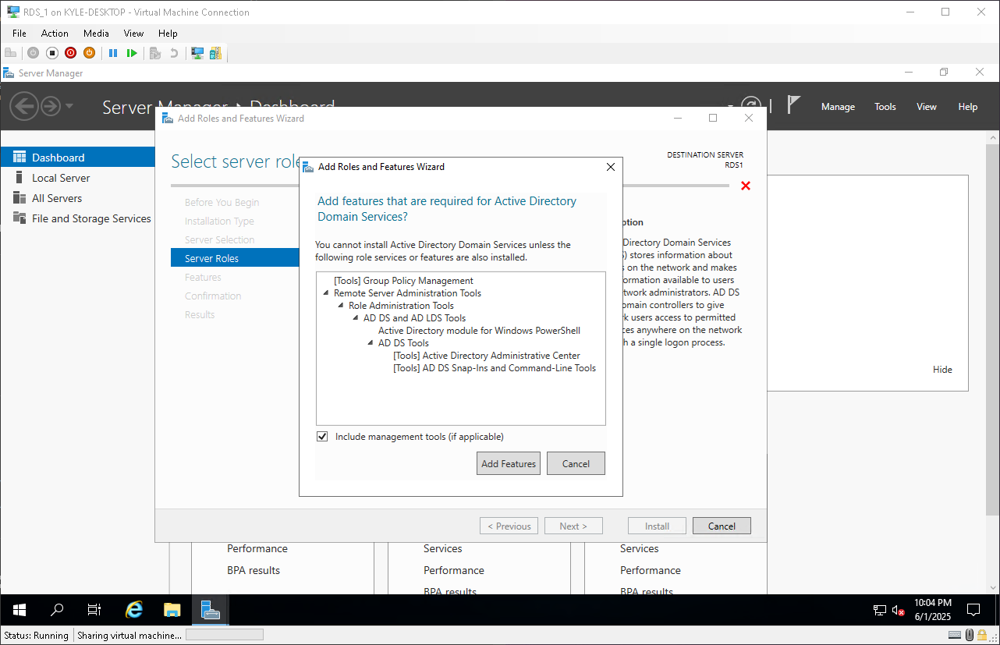 RDS_1 on KYLE-DESKTOP - Virtual Machine Connection
File Action Media View Help
Server Manager
Server Manager Dashboard
Manage Tools View Help
Add Roles and Features Wizard
Dashboard
Local Server
All Servers
File and Storage Services
Select server role
DESTINATION SERVER
RDS1
Before You Begin
Installation Type
Server Selection
Server Roles
Features
Confirmation
Results
Add Roles and Features Wizard
Add features that are required for Active Directory
Domain Services?
You cannot install Active Directory Domain Services unless the
following role services or features are also installed.
[Tools] Group Policy Management
Remote Server Administration Tools
Role Administration Tools
AD DS and AD LDS Tools
Active Directory module for Windows PowerShell
AD DS Tools
[Tools] Active Directory Administrative Center
[Tools] AD DS Snap-Ins and Command-Line Tools
Include management tools (if applicable)
Add Features Cancel
ption
Directory Domain Services
) stores information about
s on the network and makes
ormation available to users
twork administrators. AD DS
omain controllers to give
k users access to permitted
ces anywhere on the network
h a single logon process.
Hide
< Previous Next > Install Cancel
Performance
BPA results
Services
Performance
BPA results
Services
Performance
BPA results
10:04 PM
6/1/2025
Status: Running Sharing virtual machine...